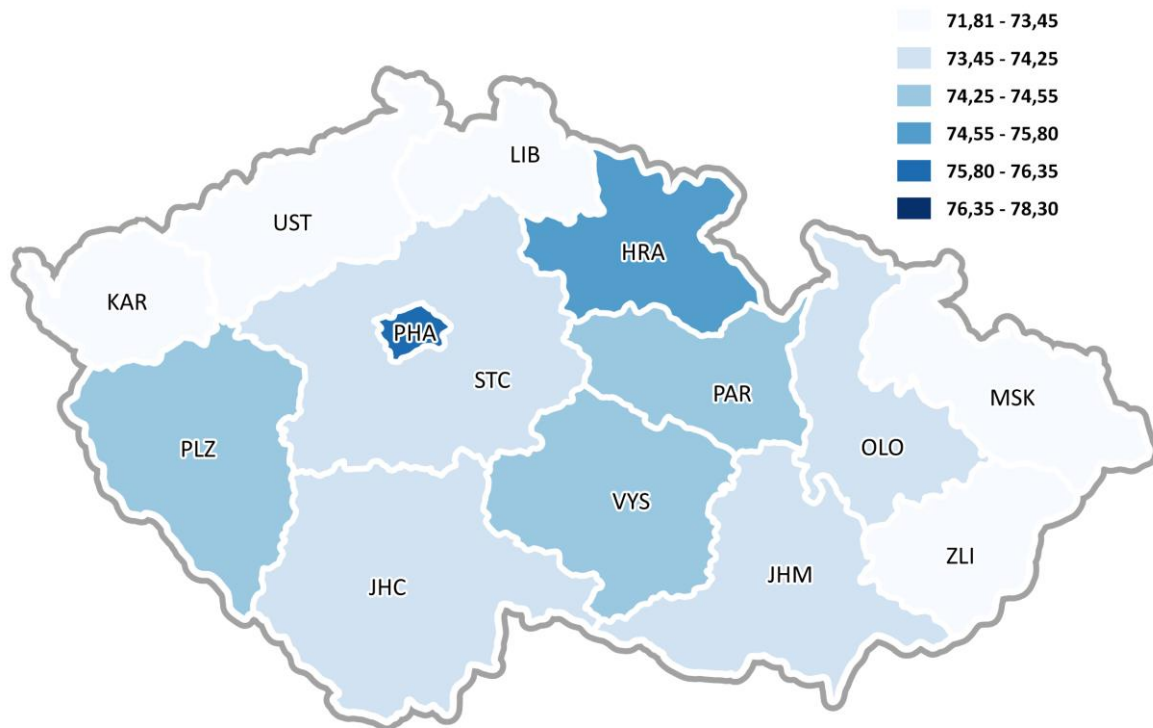 71,81 - 73,45
73,45 - 74,25
74,25 - 74,55
74,55 - 75,80
75,80 - 76,35
76,35 - 78,30
LIB
UST
HRA
KAR
PHA
STC
PAR
MSK
PLZ
OLO
VYS
ZLI
JHC
JHM